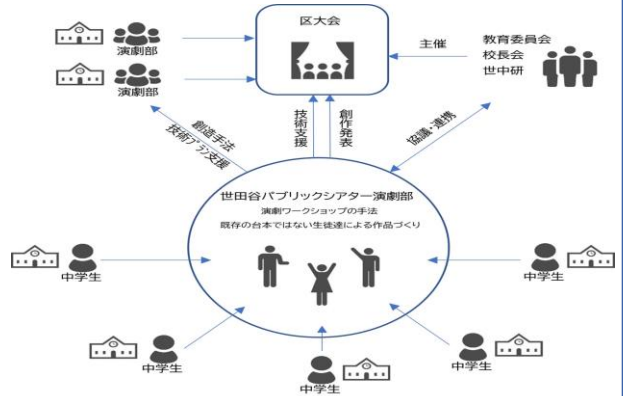 区大会
演劇部
演劇部
主催
教育委員会
校長会
世中研
創造手法
技術プラン支援
技術支援
創作発表
協議・連携
世田谷パブリックシアター演劇部
演劇ワークショップの手法
既存の台本ではない生徒達による作品づくり
中学生
中学生
中学生
中学生
中学生